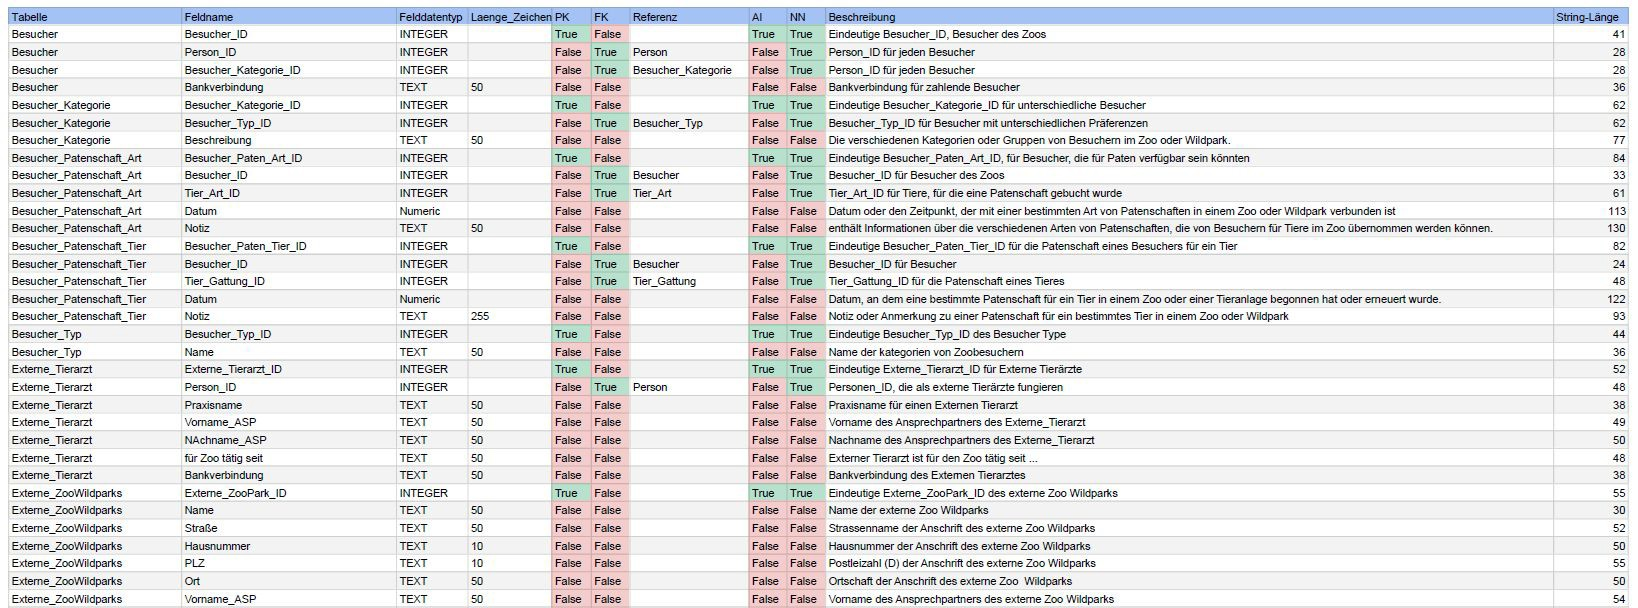 Tabelle Feldname Felddatentyp Laenge_Zeichen PK FK Referenz AI NN Beschreibung String-Länge
Besucher Besucher_ID INTEGER True False True True Eindeutige Besucher_ID, Besucher des Zoos 41
Besucher Person_ID INTEGER False True Person False True Person_ID für jeden Besucher 28
Besucher Besucher_Kategorie_ID INTEGER False True Besucher_Kategorie False True Person_ID für jeden Besucher 28
Besucher Bankverbindung TEXT 50 False False False False Bankverbindung für zahlende Besucher 36
Besucher_Kategorie Besucher_Kategorie_ID INTEGER True False True True Eindeutige Besucher_Kategorie_ID für unterschiedliche Besucher 62
Besucher_Kategorie Besucher_Typ_ID INTEGER False True Besucher_Typ False True Besucher_Typ_ID für Besucher mit unterschiedlichen Präferenzen 62
Besucher_Kategorie Beschreibung TEXT 50 False False False False Die verschiedenen Kategorien oder Gruppen von Besuchern im Zoo oder Wildpark. 77
Besucher_Patenschaft_Art Besucher_Paten_Art_ID INTEGER True False True True Eindeutige Besucher_Paten_Art_ID, für Besucher, die für Paten verfügbar sein könnten 84
Besucher_Patenschaft_Art Besucher_ID INTEGER False True Besucher False True Besucher_ID für Besucher des Zoos 33
Besucher_Patenschaft_Art Tier_Art_ID INTEGER False True Tier_Art False True Tier_Art_ID für Tiere, für die eine Patenschaft gebucht wurde 61
Besucher_Patenschaft_Art Datum Numeric False False False False Datum oder den Zeitpunkt, der mit einer bestimmten Art von Patenschaften in einem Zoo oder Wildpark verbunden ist 113
Besucher_Patenschaft_Art Notiz TEXT 50 False False False False enthält Informationen über die verschiedenen Arten von Patenschaften, die von Besuchern für Tiere im Zoo übernommen werden können. 130
Besucher_Patenschaft_Tier Besucher_Paten_Tier_ID INTEGER True False True True Eindeutige Besucher_Paten_Tier_ID für die Patenschaft eines Besuchers für ein Tier 82
Besucher_Patenschaft_Tier Besucher_ID INTEGER False True Besucher False True Besucher_ID für Besucher 24
Besucher_Patenschaft_Tier Tier_Gattung_ID INTEGER False True Tier_Gattung False True Tier_Gattung_ID für die Patenschaft eines Tieres 48
Besucher_Patenschaft_Tier Datum Numeric False False False False Datum, an dem eine bestimmte Patenschaft für ein Tier in einem Zoo oder einer Tieranlage begonnen hat oder erneuert wurde. 122
Besucher_Patenschaft_Tier Notiz TEXT 255 False False False False Notiz oder Anmerkung zu einer Patenschaft für ein bestimmtes Tier in einem Zoo oder Wildpark 93
Besucher_Typ Besucher_Typ_ID INTEGER True False True True Eindeutige Besucher_Typ_ID des Besucher Type 44
Besucher_Typ Name TEXT 50 False False False False Name der kategorien von Zoobesuchern 36
Externe_Tierarzt Externe_Tierarzt_ID INTEGER True False True True Eindeutige Externe_Tierarzt_ID für Externe Tierärzte 52
Externe_Tierarzt Person_ID INTEGER False True Person False True Personen_ID, die als externe Tierärzte fungieren 48
Externe_Tierarzt Praxisname TEXT 50 False False False False Praxisname für einen Externen Tierarzt 38
Externe_Tierarzt Vorname_ASP TEXT 50 False False False False Vorname des Ansprechpartners des Externe_Tierarzt 49
Externe_Tierarzt NAchname_ASP TEXT 50 False False False False Nachname des Ansprechpartners des Externe_Tierarzt 50
Externe_Tierarzt für Zoo tätig seit TEXT 50 False False False False Externer Tierarzt ist für den Zoo tätig seit ... 48
Externe_Tierarzt Bankverbindung TEXT 50 False False False False Bankverbindung des Externen Tierarztes 38
Externe_ZooWildparks Externe_ZooPark_ID INTEGER True False True True Eindeutige Externe_ZooPark_ID des externe Zoo Wildparks 55
Externe_ZooWildparks Name TEXT 50 False False False False Name der externe Zoo Wildparks 30
Externe_ZooWildparks Straße TEXT 50 False False False False Strassenname der Anschrift des externe Zoo Wildparks 52
Externe_ZooWildparks Hausnummer TEXT 10 False False False False Hausnummer der Anschrift des externe Zoo Wildparks 50
Externe_ZooWildparks PLZ TEXT 10 False False False False Postleizahl (D) der Anschrift des externe Zoo Wildparks 55
Externe_ZooWildparks Ort TEXT 50 False False False False Ortschaft der Anschrift des externe Zoo  Wildparks 50
Externe_ZooWildparks Vorname_ASP TEXT 50 False False False False Vorname des Ansprechpartners des externe Zoo Wildparks 54